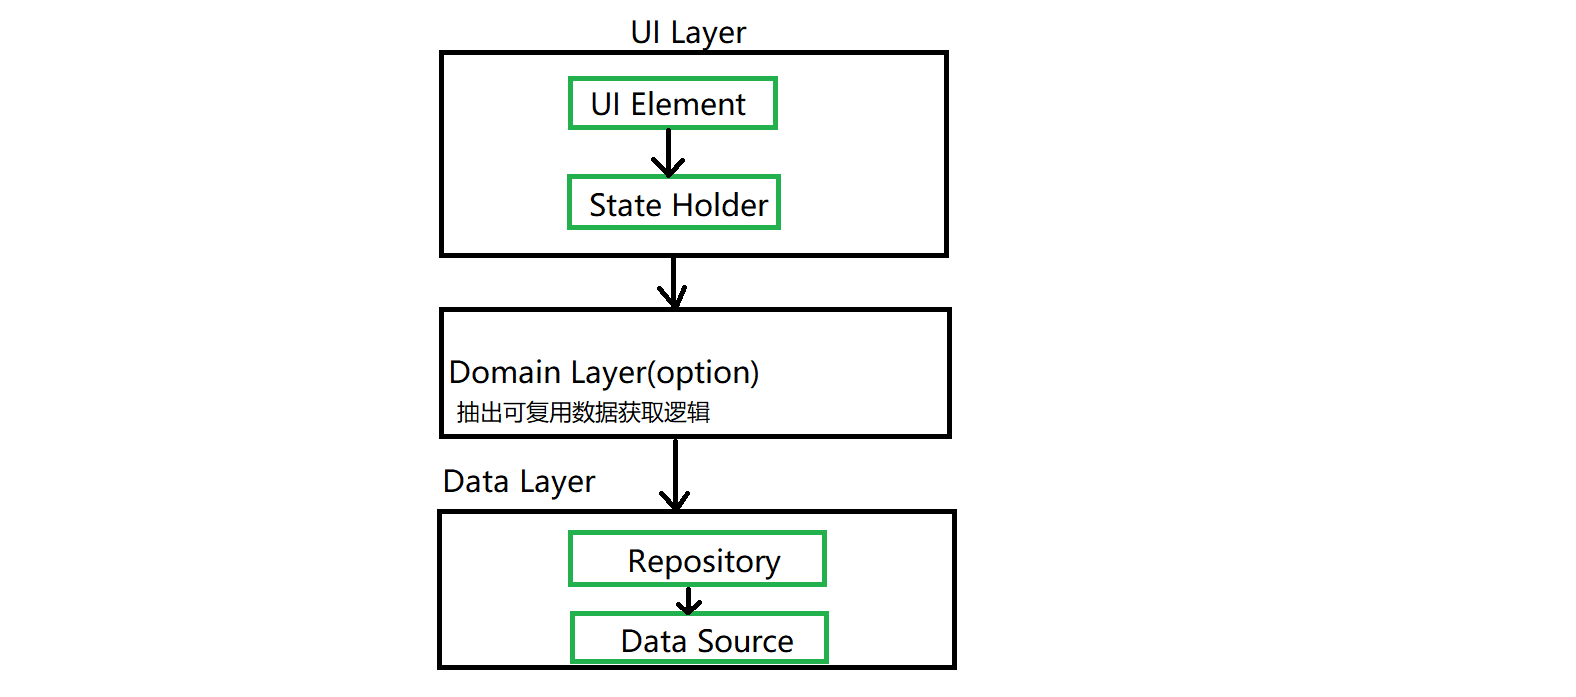 UI Layer
UI Element
State Holder
Domain Layer(option)
抽出可复用数据获取逻辑
Data Layer
Repository
Data Source